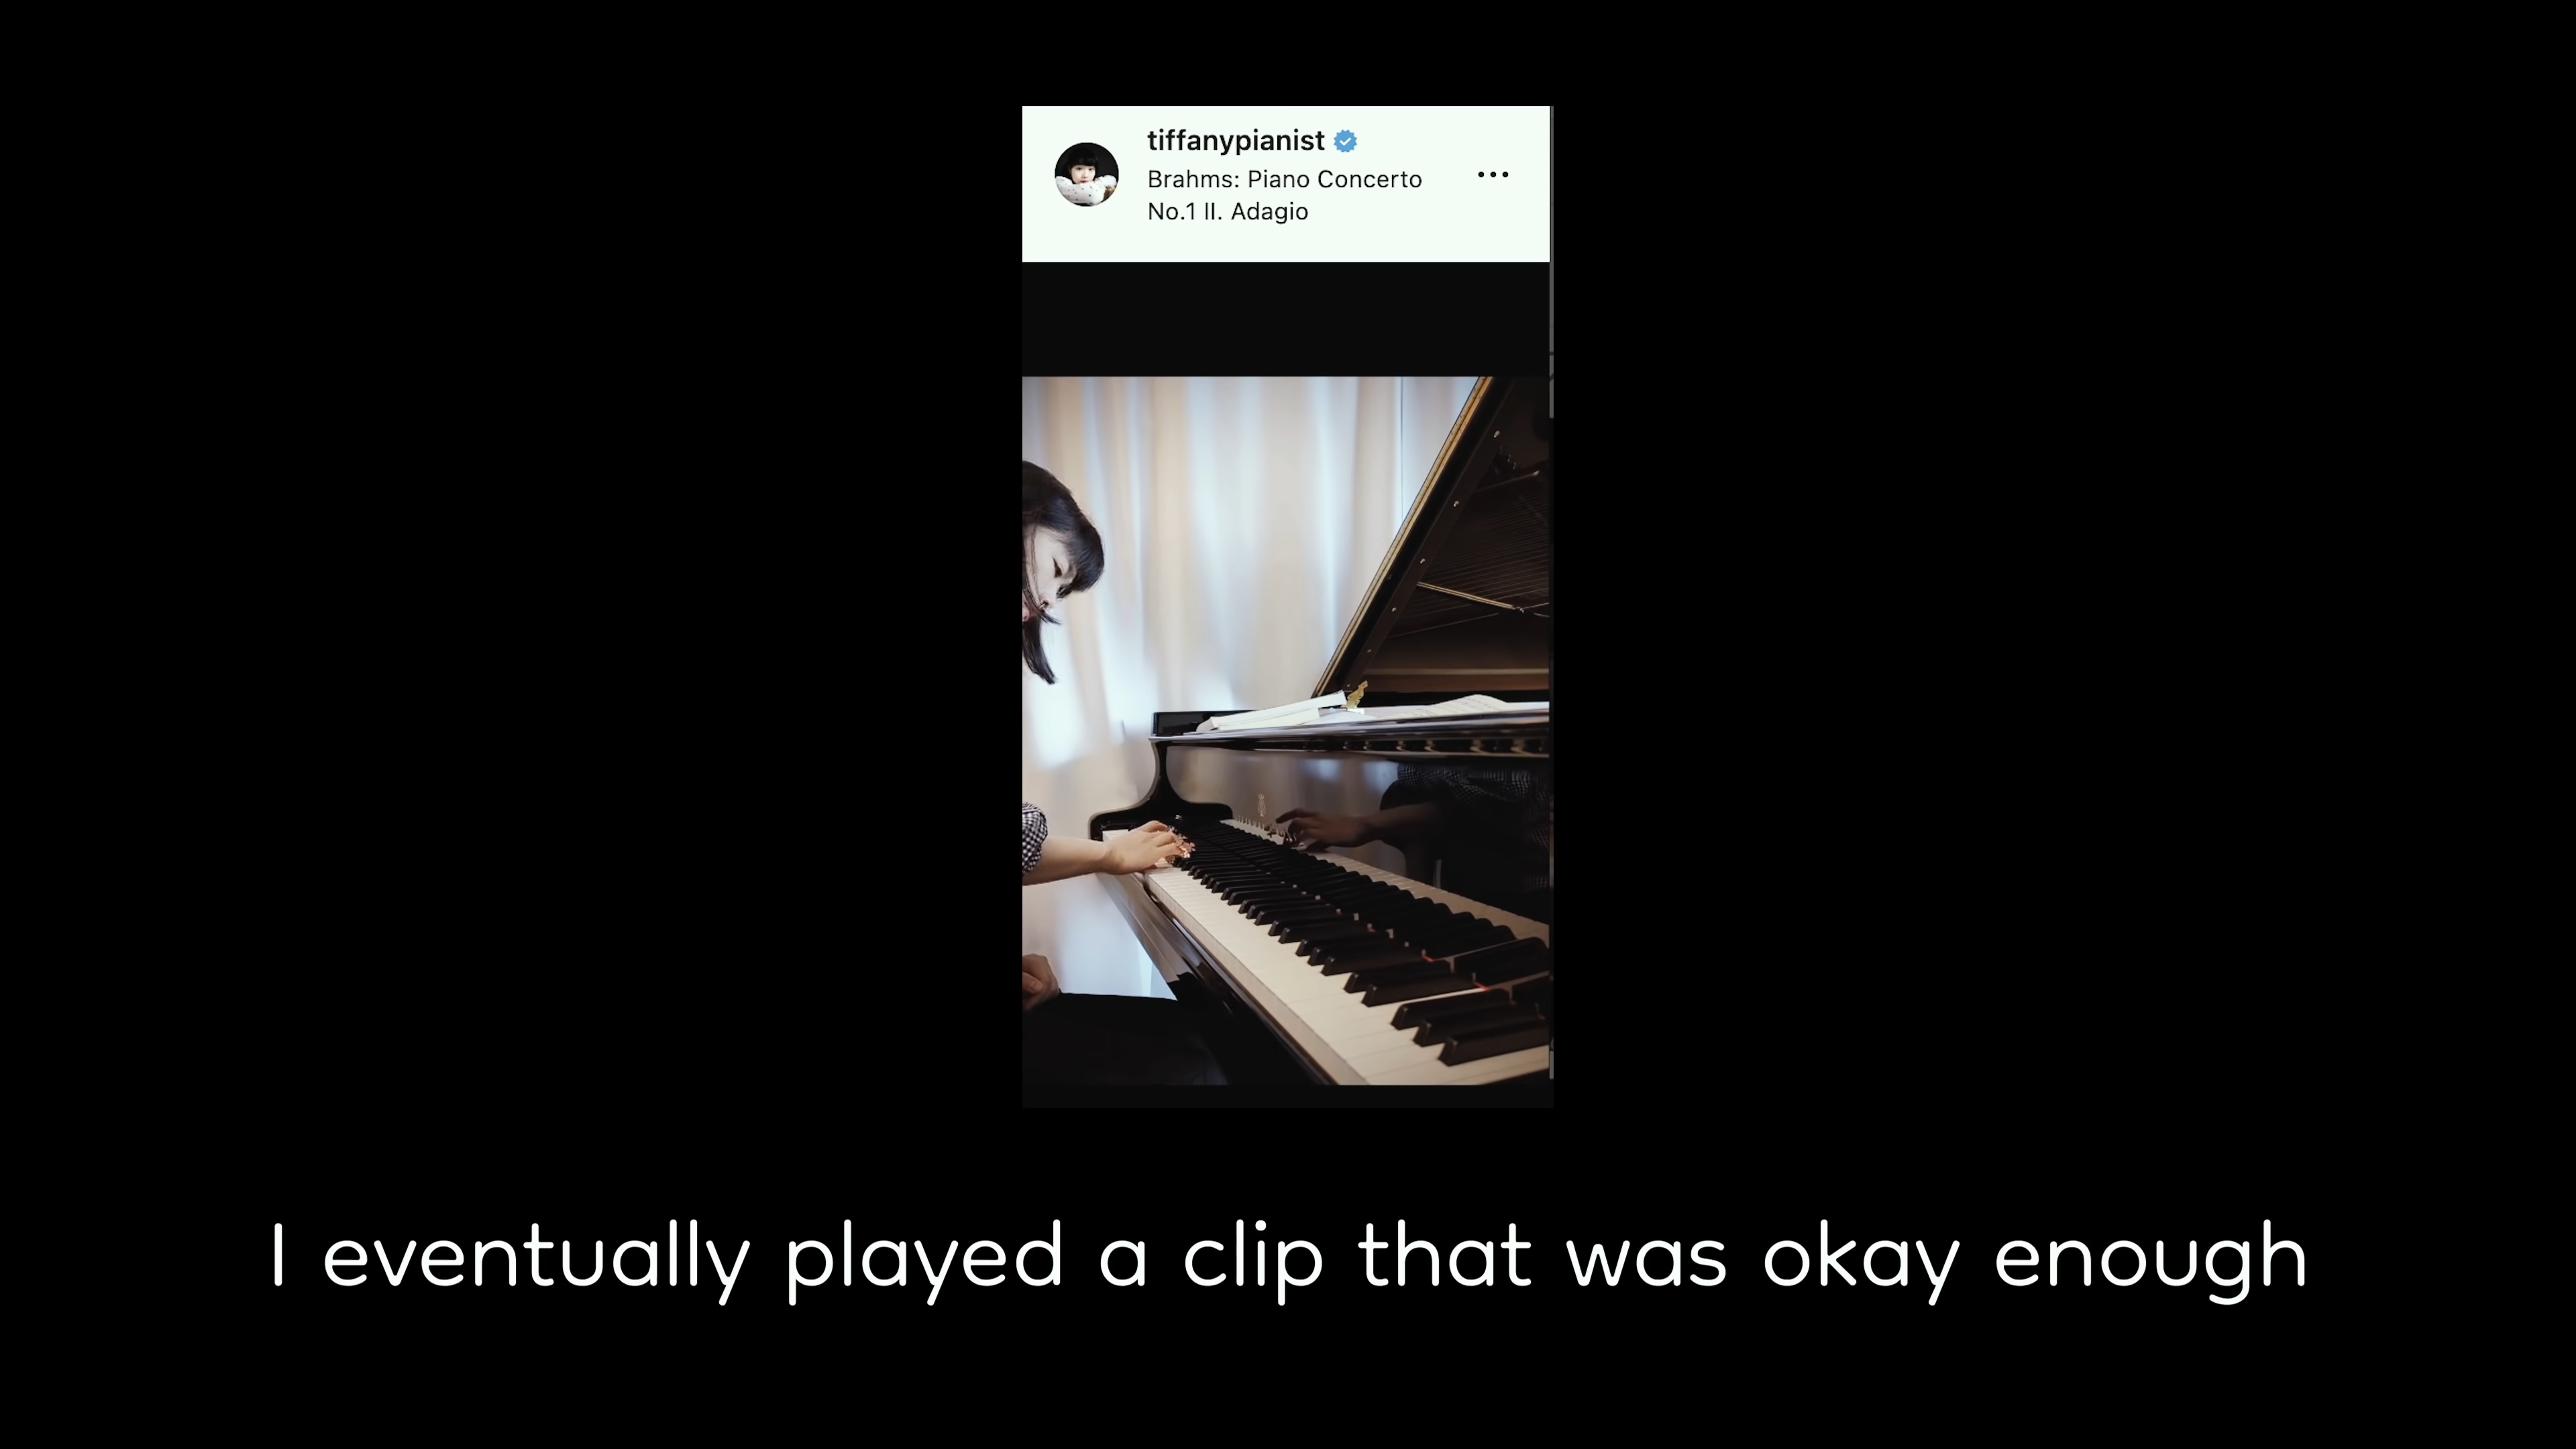 tiffanypianist
Brahms: Piano Concerto
No.1 II. Adagio
I eventually played a clip that was okay enough